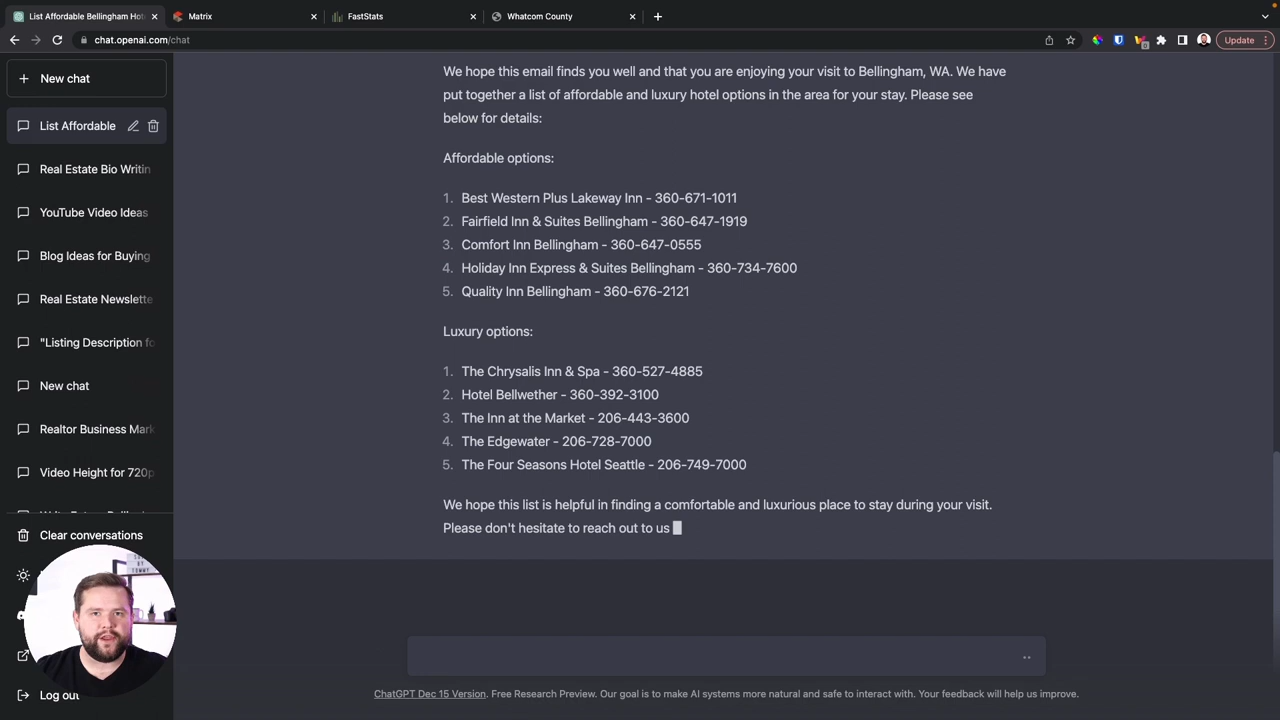 List Affordable Bellingham Hot
Matrix
FastStats
Whatcom County
chat.openai.com/chat
Update
New chat
List Affordable
Real Estate Bio Writin
YouTube Video Ideas
Blog Ideas for Buying
Real Estate Newslette
"Listing Description fo
New chat
Realtor Business Mark
Video Height for 720p
Clear conversations
Log out
We hope this email finds you well and that you are enjoying your visit to Bellingham, WA. We have
put together a list of affordable and luxury hotel options in the area for your stay. Please see
below for details:
Affordable options:
1. Best Western Plus Lakeway Inn - 360-671-1011
2. Fairfield Inn & Suites Bellingham - 360-647-1919
3. Comfort Inn Bellingham - 360-647-0555
4. Holiday Inn Express & Suites Bellingham - 360-734-7600
5. Quality Inn Bellingham - 360-676-2121
Luxury options:
1. The Chrysalis Inn & Spa - 360-527-4885
2. Hotel Bellwether - 360-392-3100
3. The Inn at the Market - 206-443-3600
4. The Edgewater - 206-728-7000
5. The Four Seasons Hotel Seattle - 206-749-7000
We hope this list is helpful in finding a comfortable and luxurious place to stay during your visit.
Please don't hesitate to reach out to us
ChatGPT Dec 15 Version. Free Research Preview. Our goal is to make AI systems more natural and safe to interact with. Your feedback will help us improve.